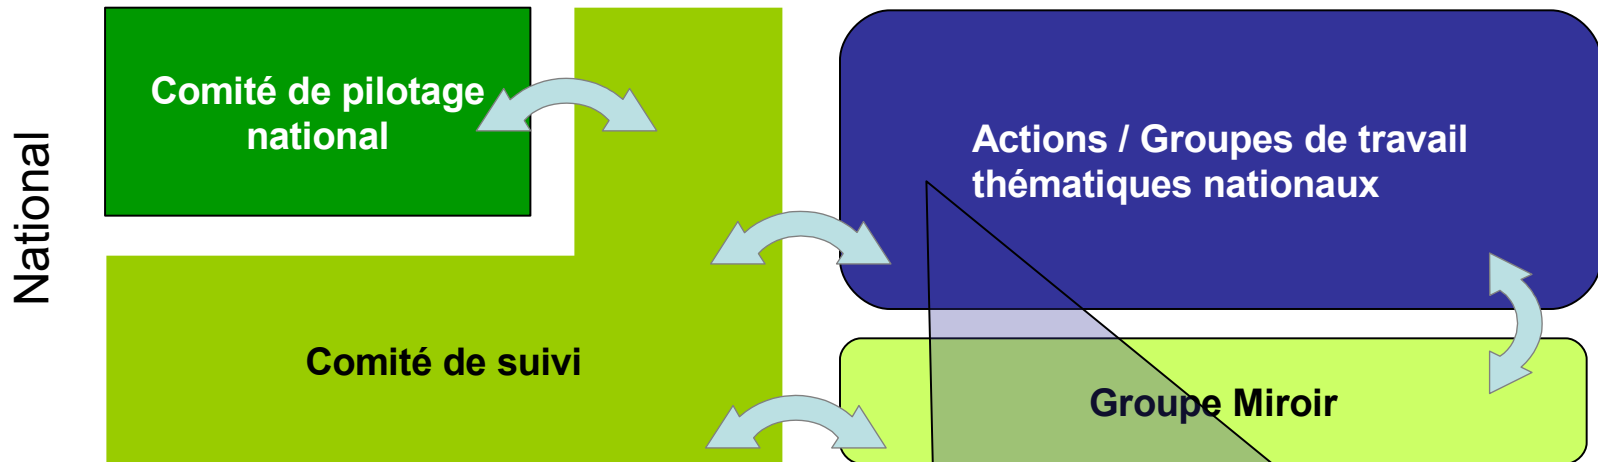 National
Comité de pilotage
national
Actions / Groupes de travail
thématiques nationaux
Comité de suivi
Groupe Miroir